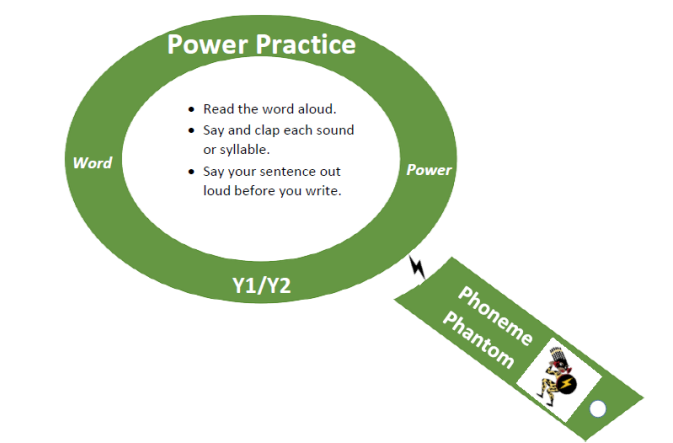 Power Practice
• Read the word aloud.
• Say and clap each sound
or syllable.
• Say your sentence out
loud before you write.
Word
Power
Y1/Y2
Phoneme
Phantom